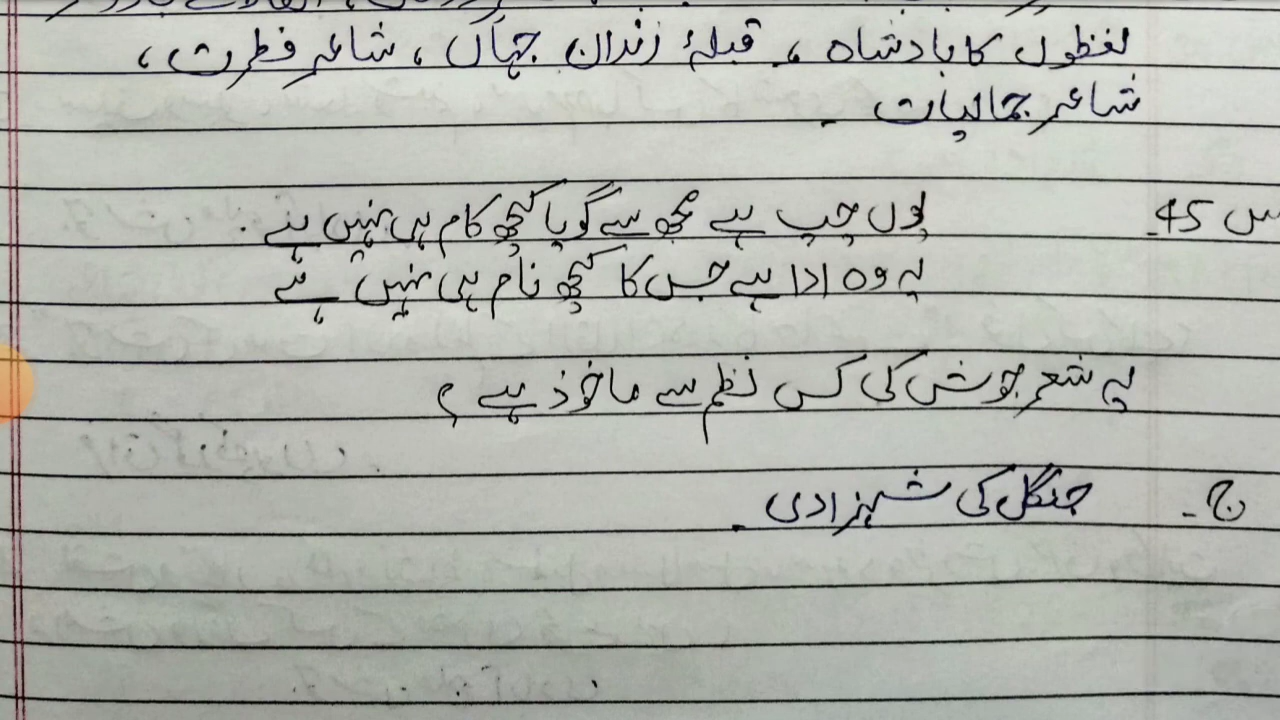 لفظوں کا بادشاہ ، قبلۂ رندان جہاں ، شاعرِ فطرت ،
شاعرِ جمالیات ۔
س 45۔ یوں چپ ہے مجھ سے گویا کچھ کام ہی نہیں ہے ۔
یہ وہ ادا ہے جس کا کچھ نام ہی نہیں ہے
یہ شعر جوش کی کس نظم سے ماخوذ ہے ؟
ج۔ جنگل کی شہزادی ۔